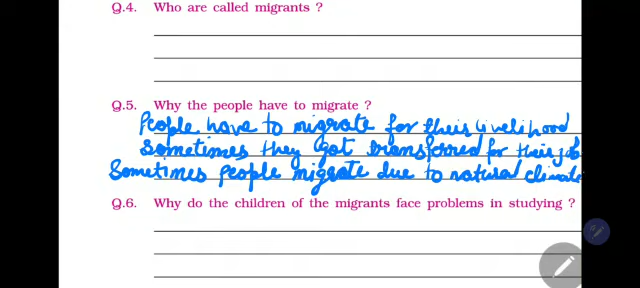 Q.4. Who are called migrants ?
Q.5. Why the people have to migrate ?
People have to migrate for their livelihood
sometimes they got transferred for their job
Sometimes people migrate due to natural climate
Q.6. Why do the children of the migrants face problems in studying ?